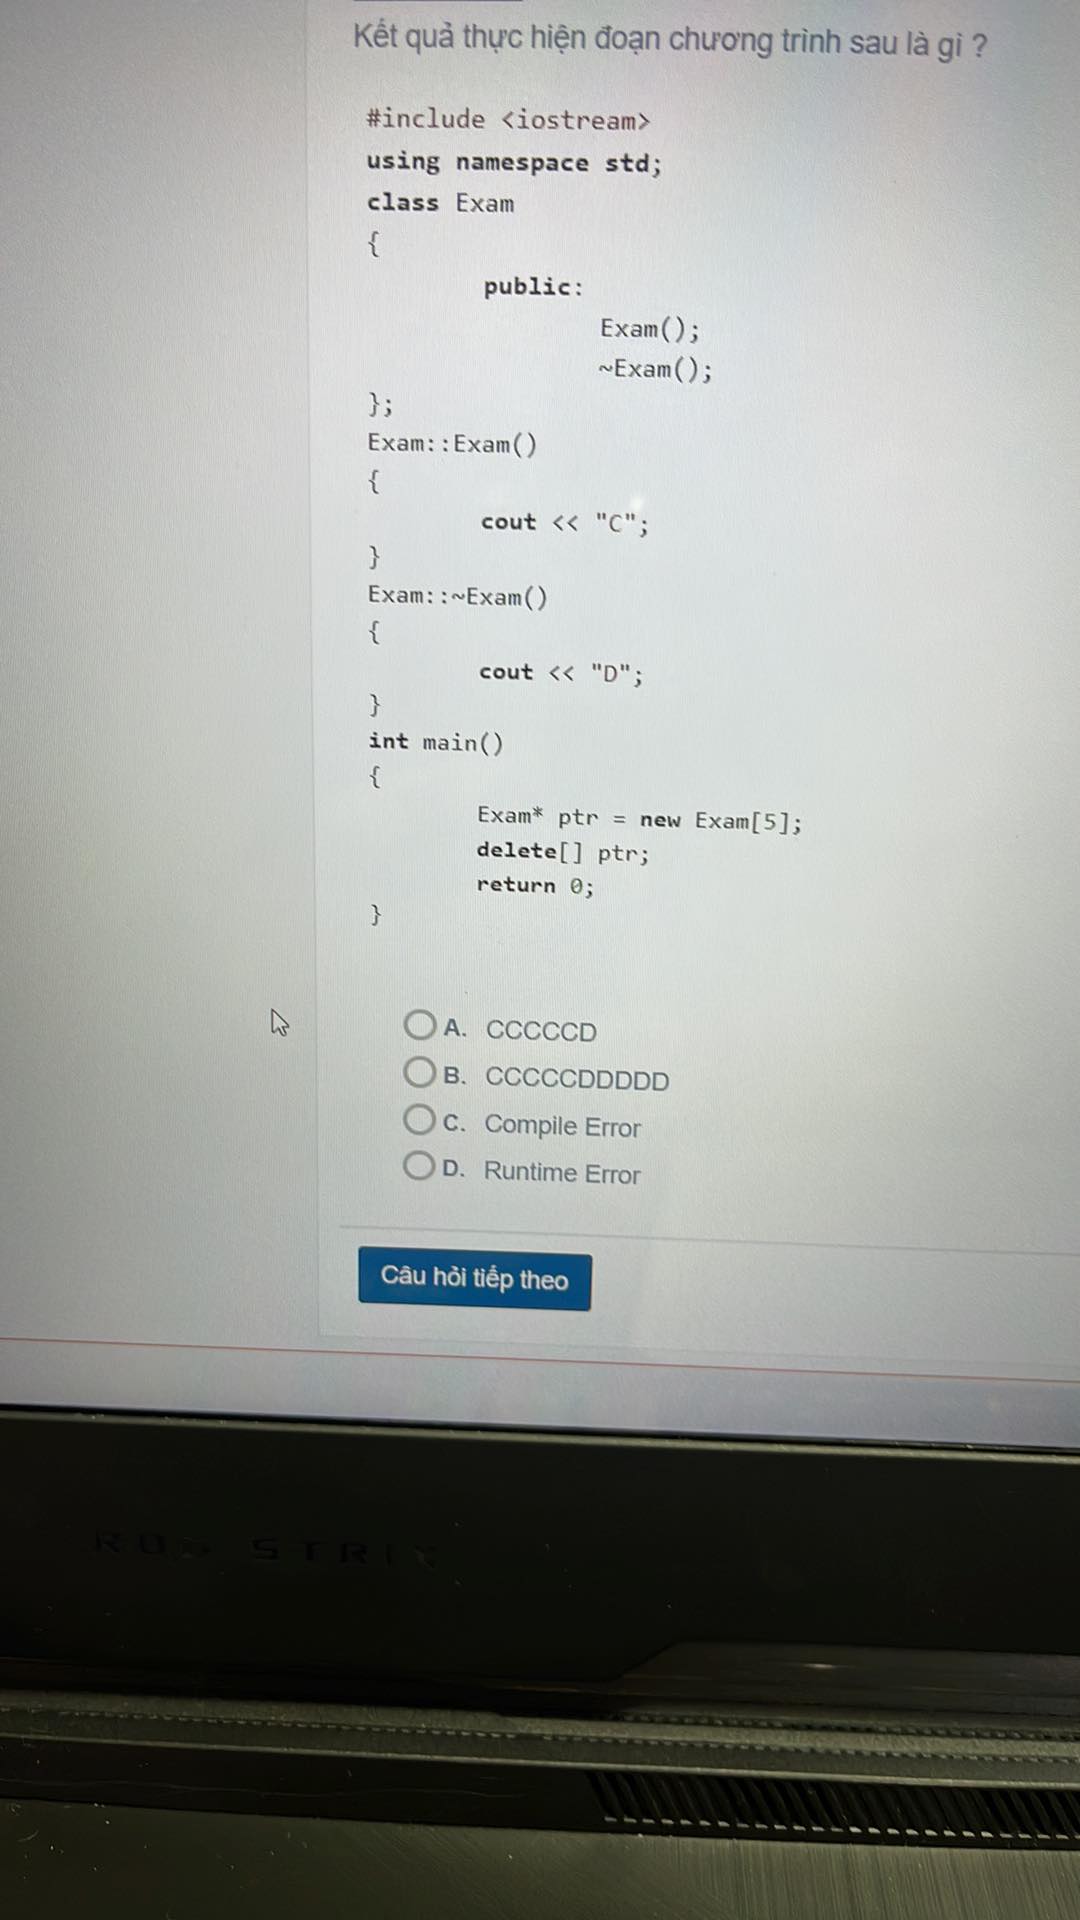 Kết quả thực hiện đoạn chương trình sau là gì ?
#include <iostream>
using namespace std;
class Exam
{
public:
Exam();
~Exam();
};
Exam::Exam()
{
cout << "C";
}
Exam::~Exam()
{
cout << "D";
}
int main()
{
Exam* ptr = new Exam[5];
delete[] ptr;
return 0;
}
A. CCCCCD
B. CCCCCDDDDD
C. Compile Error
D. Runtime Error
Câu hỏi tiếp theo
ROG STRIX